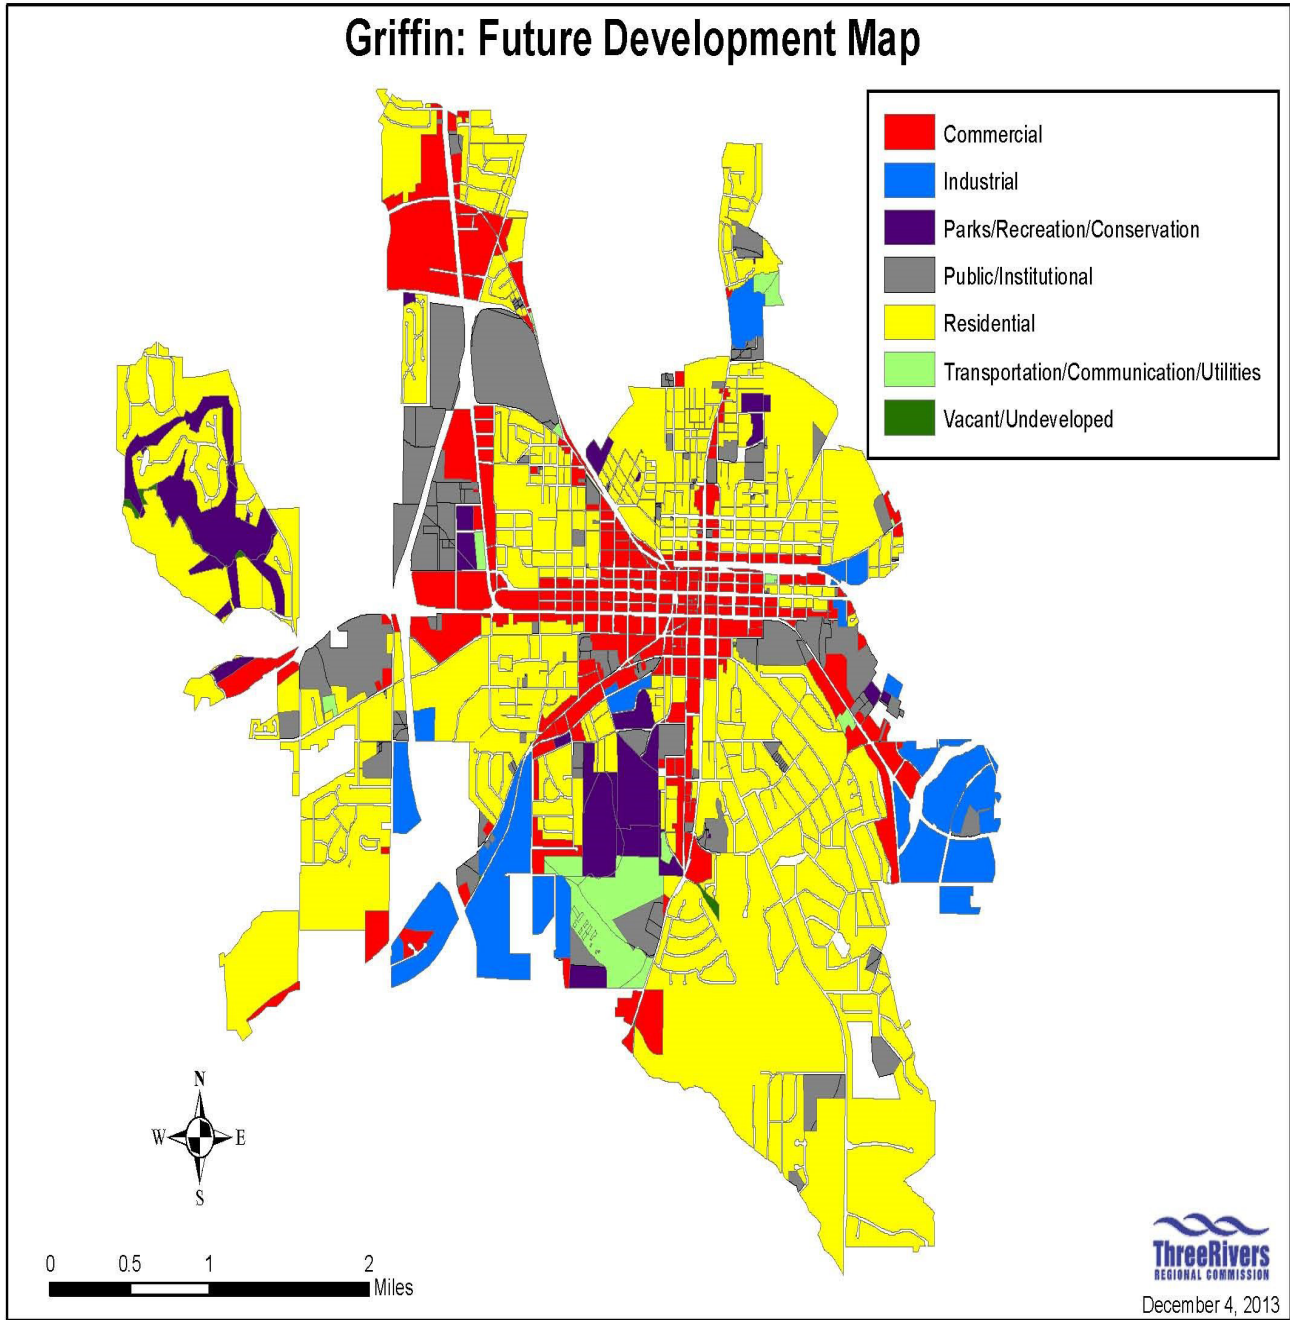 Griffin: Future Development Map
Commercial
Industrial
Parks/Recreation/Conservation
Public/Institutional
Residential
Transportation/Communication/Utilities
Vacant/Undeveloped
N
W
E
S
0 0.5 1 2
Miles
ThreeRivers
REGIONAL COMMISSION
December 4, 2013